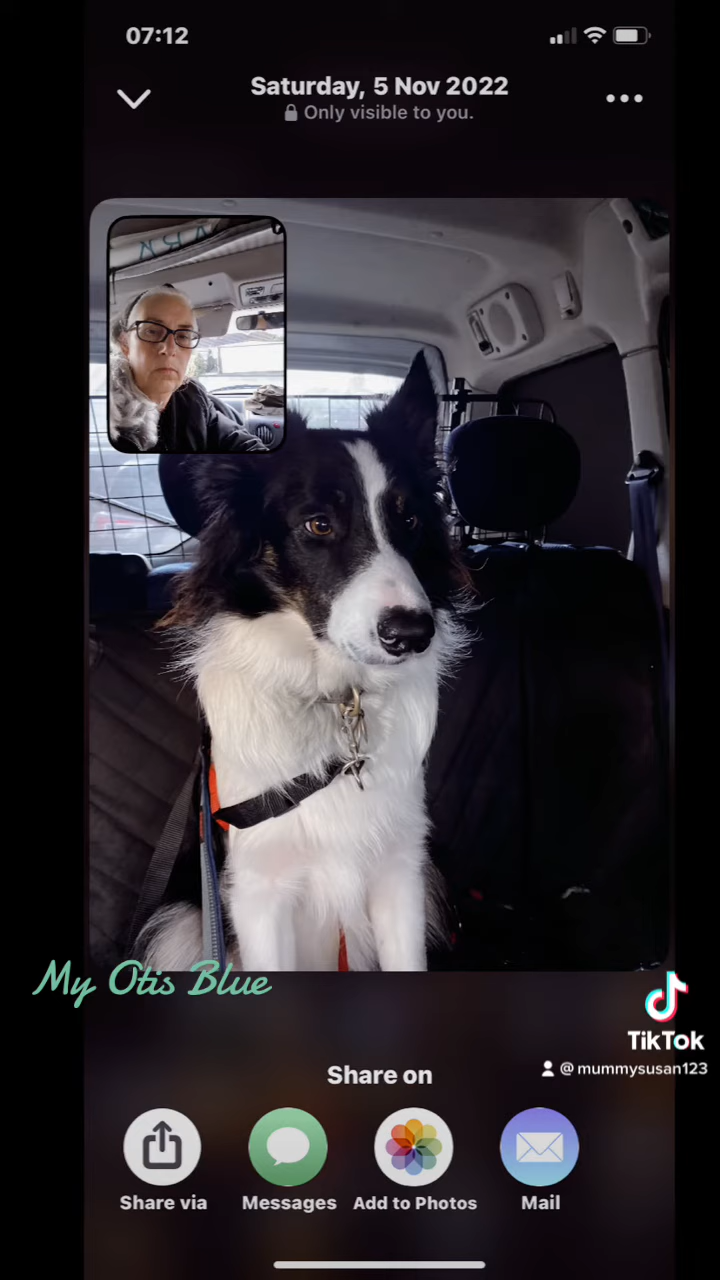 07:12
Saturday, 5 Nov 2022
Only visible to you.
My Otis Blue
TikTok
@mummysusan123
Share on
Share via
Messages
Add to Photos
Mail